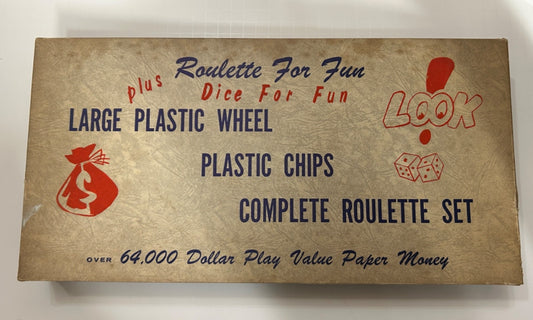 Roulette For Fun
plus Dice For Fun
LOOK!
LARGE PLASTIC WHEEL
PLASTIC CHIPS
$
COMPLETE ROULETTE SET
OVER 64,000 Dollar Play Value Paper Money